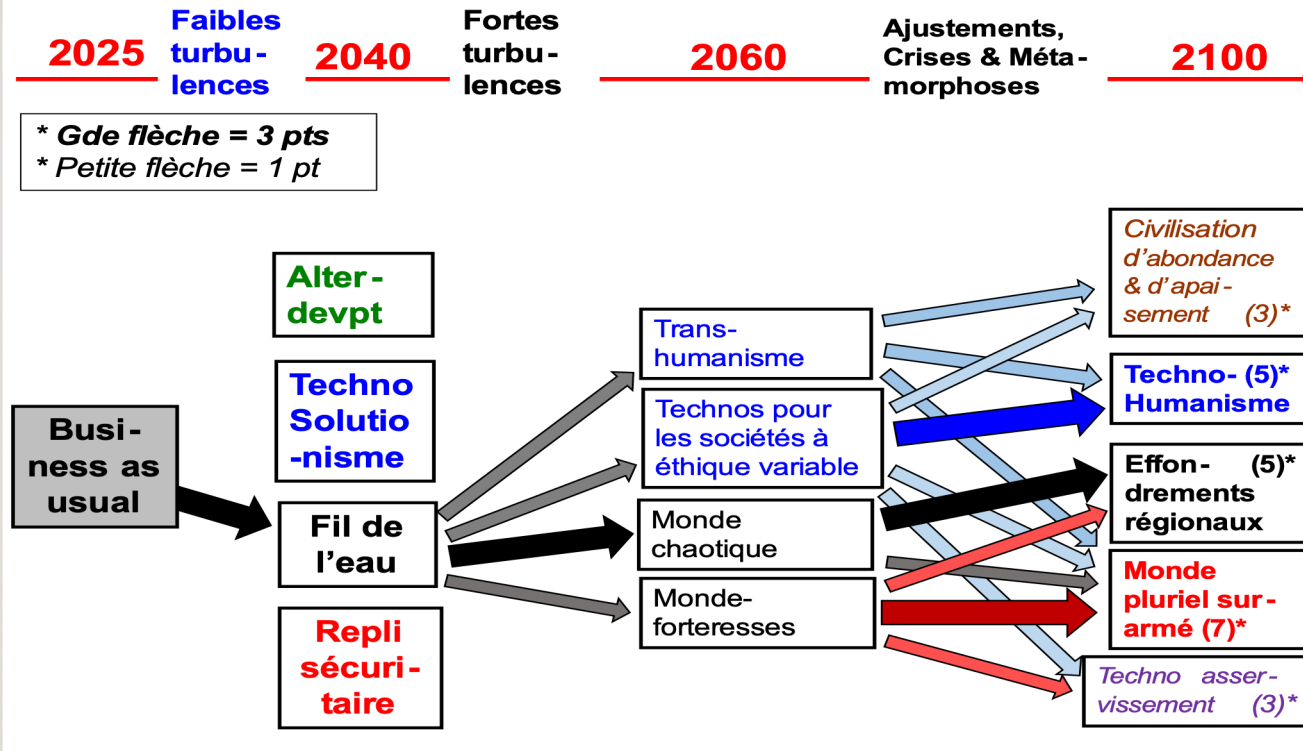 2025
Faibles
turbu-
lences
2040
Fortes
turbu-
lences
2060
Ajustements,
Crises & Méta-
morphoses
2100
* Gde flèche = 3 pts
* Petite flèche = 1 pt
Busi-
ness as
usual
Alter-
devpt
Techno
Solutio
-nisme
Fil de
l'eau
Repli
sécuri-
taire
Trans-
humanisme
Technos pour
les sociétés à
éthique variable
Monde
chaotique
Monde-
forteresses
Civilisation
d'abondance
& d'apai-
sement (3)*
Techno- (5)*
Humanisme
Effon- (5)*
drements
régionaux
Monde
pluriel sur-
armé (7)*
Techno asser-
vissement (3)*